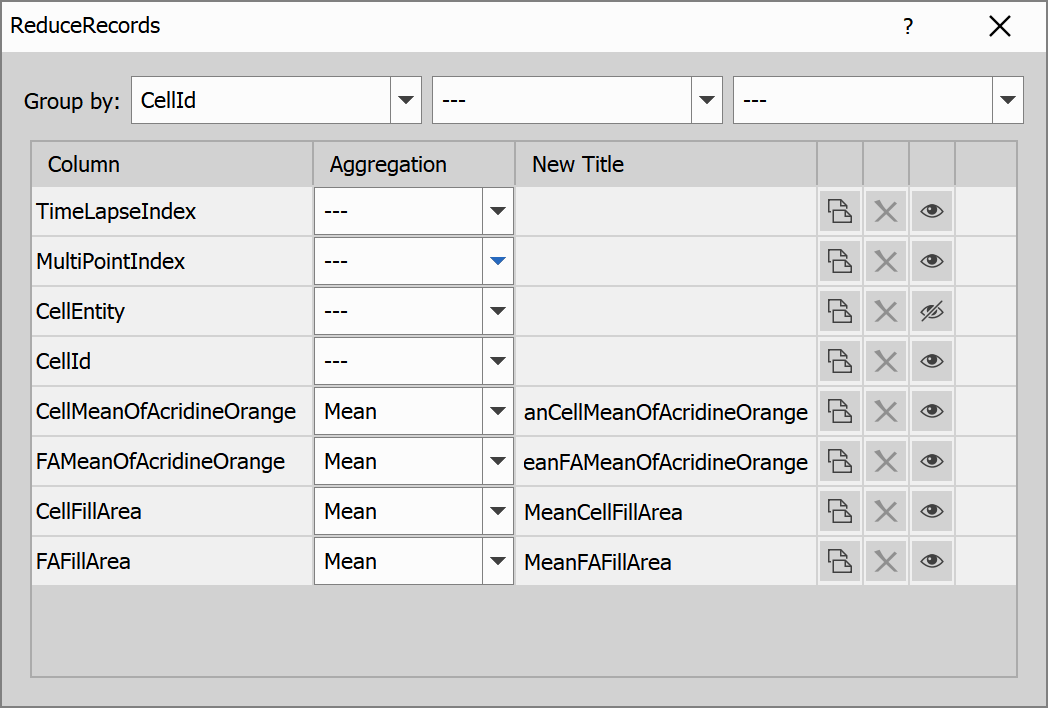 ReduceRecords ?
Group by: CellId --- ---
Column Aggregation New Title
TimeLapseIndex ---
MultiPointIndex ---
CellEntity ---
CellId ---
CellMeanOfAcridineOrange Mean anCellMeanOfAcridineOrange
FAMeanOfAcridineOrange Mean eanFAMeanOfAcridineOrange
CellFillArea Mean MeanCellFillArea
FAFillArea Mean MeanFAFillArea